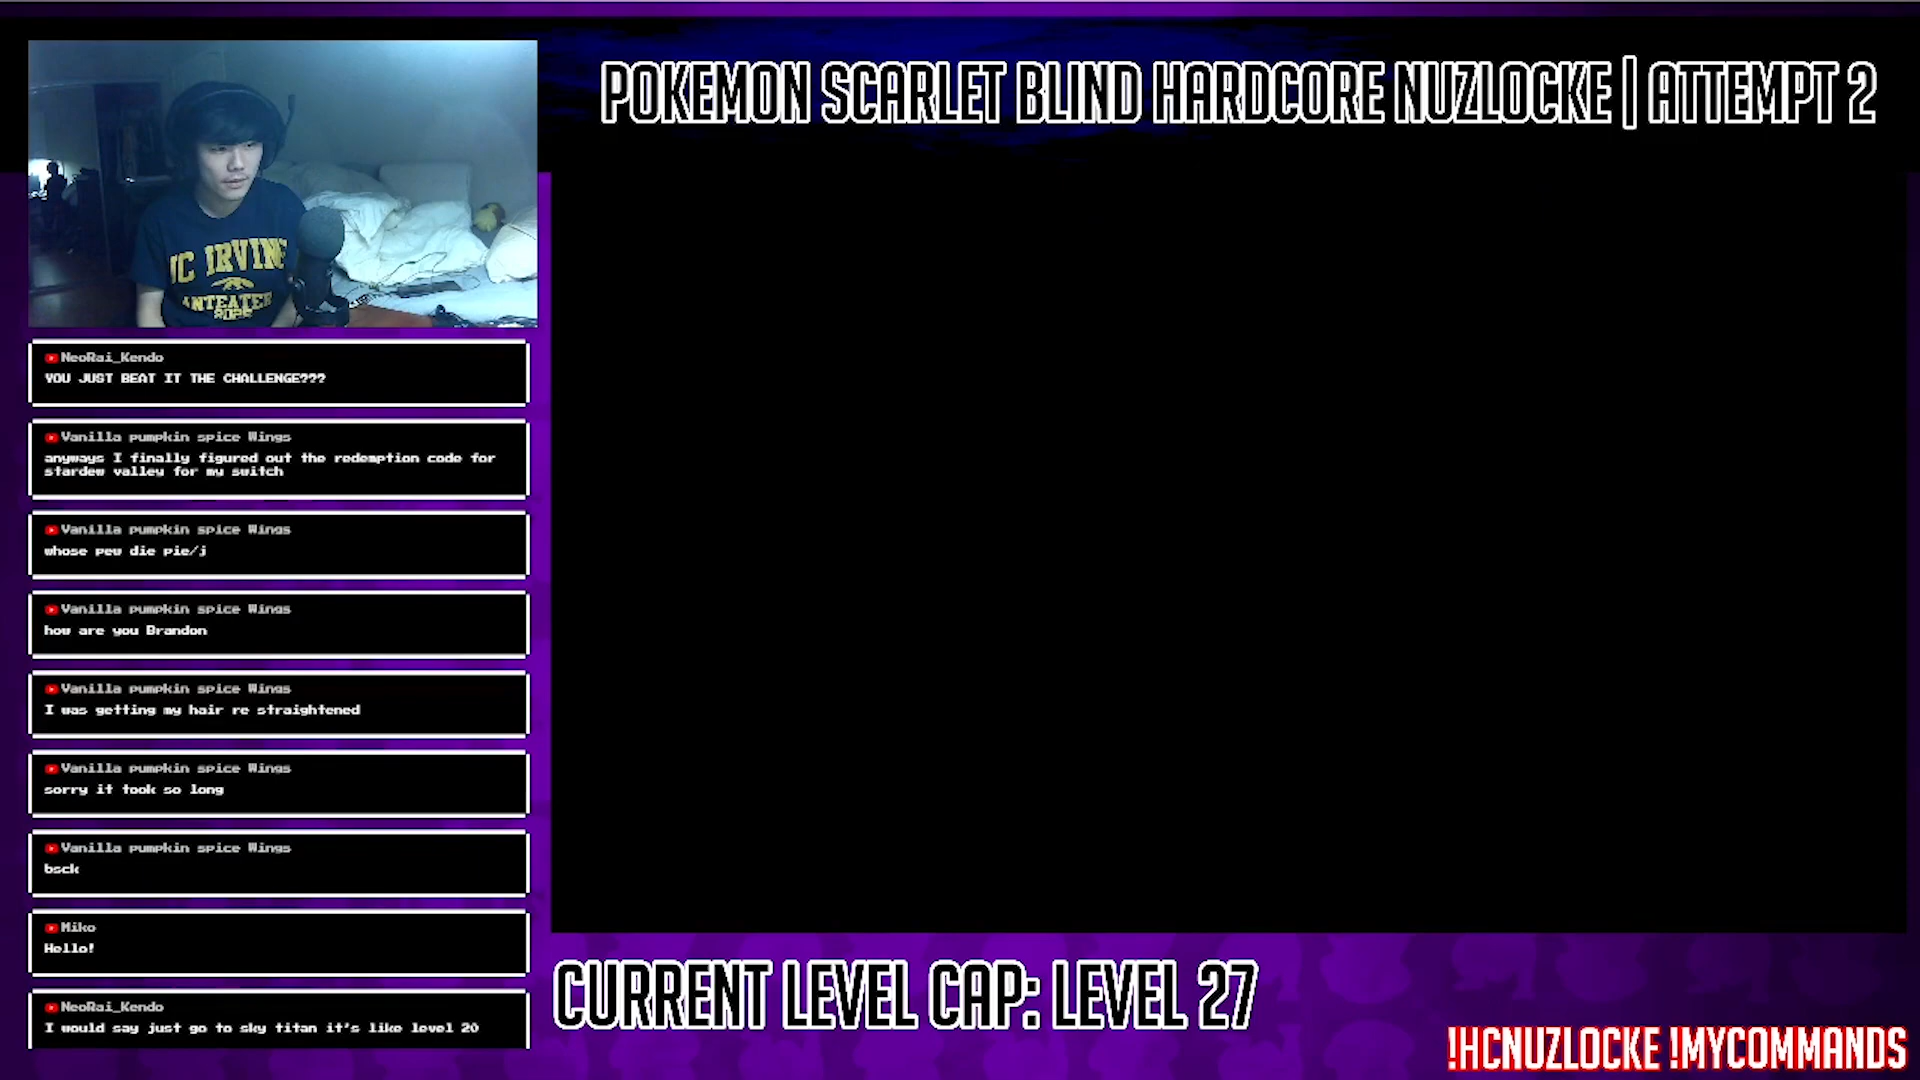 POKEMON SCARLET BLIND HARDCORE NUZLOCKE | ATTEMPT 2
UC IRVINE
ANTEATER
NeoRai_Kendo
YOU JUST BEAT IT THE CHALLENGE???
Vanilla pumpkin spice Wings
anyways I finally figured out the redemption code for
stardew valley for my switch
Vanilla pumpkin spice Wings
whose pew die pie/j
Vanilla pumpkin spice Wings
how are you Brandon
Vanilla pumpkin spice Wings
I was getting my hair re straightened
Vanilla pumpkin spice Wings
sorry it took so long
Vanilla pumpkin spice Wings
bsck
Miko
Hello!
NeoRai_Kendo
I would say just go to sky titan it's like level 20
CURRENT LEVEL CAP: LEVEL 27
!HCNUZLOCKE !MYCOMMANDS